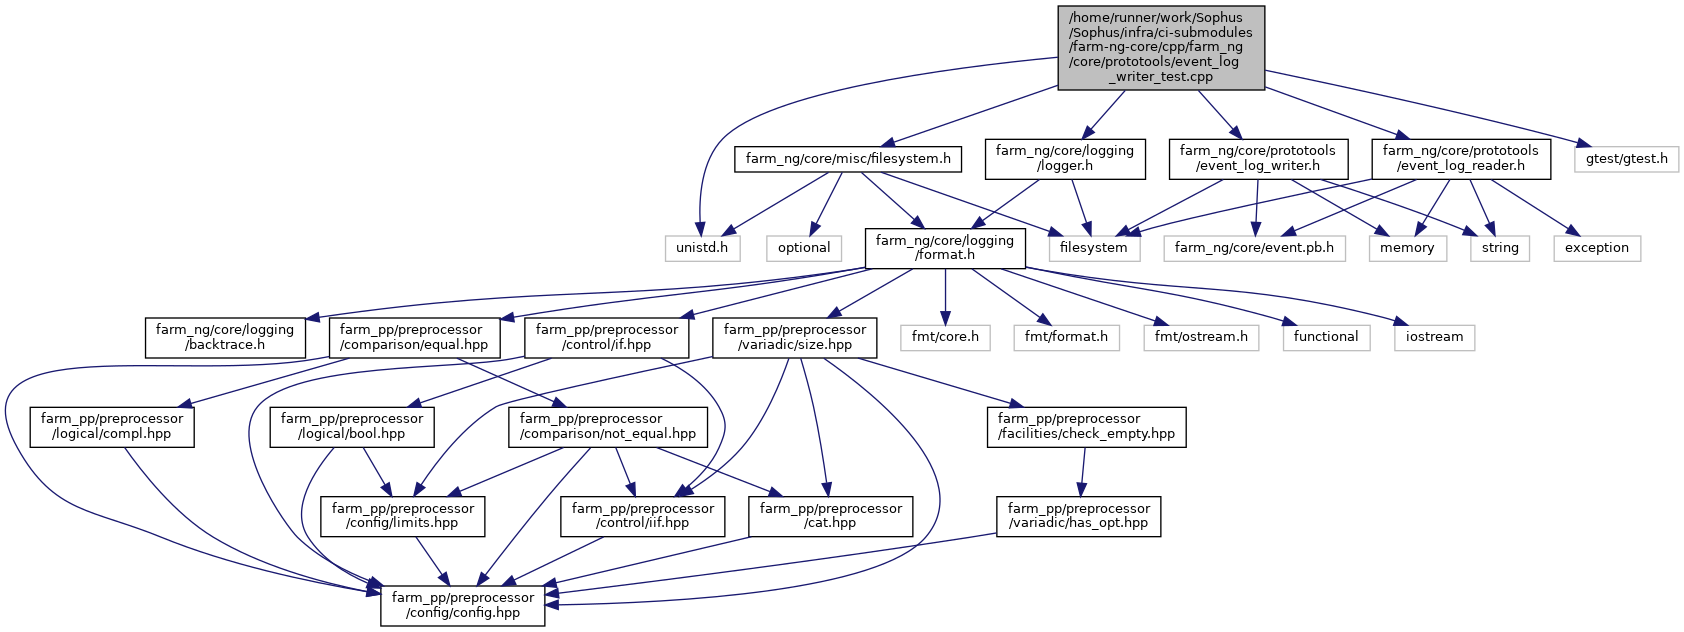 /home/runner/work/Sophus
/Sophus/infra/ci-submodules
/farm-ng-core/cpp/farm_ng
/core/prototools/event_log
_writer_test.cpp
farm_ng/core/misc/filesystem.h
farm_ng/core/logging
/logger.h
farm_ng/core/prototools
/event_log_writer.h
farm_ng/core/prototools
/event_log_reader.h
gtest/gtest.h
unistd.h
optional
farm_ng/core/logging
/format.h
filesystem
farm_ng/core/event.pb.h
memory
string
exception
farm_ng/core/logging
/backtrace.h
farm_pp/preprocessor
/comparison/equal.hpp
farm_pp/preprocessor
/control/if.hpp
farm_pp/preprocessor
/variadic/size.hpp
fmt/core.h
fmt/format.h
fmt/ostream.h
functional
iostream
farm_pp/preprocessor
/logical/compl.hpp
farm_pp/preprocessor
/logical/bool.hpp
farm_pp/preprocessor
/comparison/not_equal.hpp
farm_pp/preprocessor
/facilities/check_empty.hpp
farm_pp/preprocessor
/config/limits.hpp
farm_pp/preprocessor
/control/iif.hpp
farm_pp/preprocessor
/cat.hpp
farm_pp/preprocessor
/variadic/has_opt.hpp
farm_pp/preprocessor
/config/config.hpp